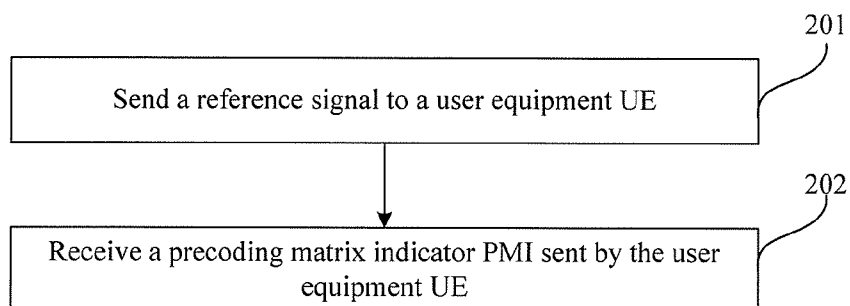 201
Send a reference signal to a user equipment UE
202
Receive a precoding matrix indicator PMI sent by the user
equipment UE